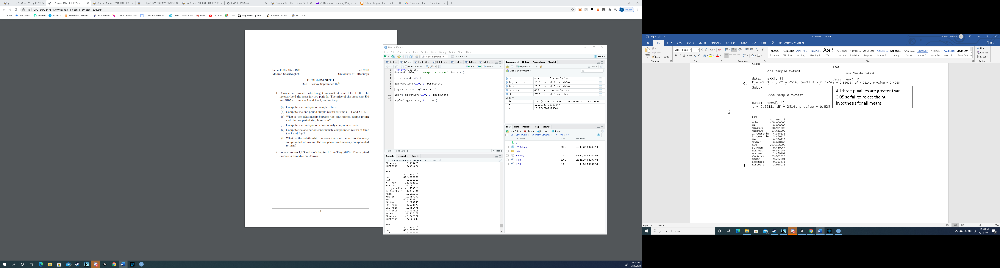 ps1_econ_1160_stat_1331.pdf: 22
ps1_econ_1160_stat_1331.pdf
Course Modules: 2211 STAT 1331
lec_1.pdf: 2211 STAT 1331 SEC10
lec_2.pdf: 2211 STAT 1331 SEC10
hw03_Fall2020.dvi
Power of Pitt | University of Pitts
Solved: Suppose that a point in t
Countdown Timer - Countdown
File | C:/Users/Connor/Downloads/ps1_econ_1160_stat_1331.pdf
Paused
Apps
Bookmarks
Steemit
balances
Ethermine - Miners...
RavenMiner
Calculus Home Page
CS 0449 Systems So...
AMO Management
Gmail
YouTube
Maps
http://www.quantu...
Amazon Interview
HPS 0410
Econ 1160 - Stat 1331 Fall 2020
Mahrad Sharifvaghefi University of Pittsburgh
PROBLEM SET 1
Due: Tuesday September 15th
1. Consider an investor who bought an asset at time t for $100. The
investor hold the asset for two periods. The price of the asset was $90
and $105 at time t + 1 and t + 2, respectively.
(a) Compute the multiperiod simple return.
(b) Compute the one period simple return at time t + 1 and t + 2.
(c) What is the relationship between the multiperiod simple return
and the one period simple returns?
(d) Compute the multiperiod continuously compounded return.
(e) Compute the one period continuously compounded return at time
t + 1 and t + 2.
(f) What is the relationship between the multiperiod continuously
compounded return and the one period continuously compounded
returns?
2. Solve exercises 1,2,3 and 4 of Chapter 1 from Tsay(2013). The required
dataset is available on Canvas.
1
HW 1 - RStudio
File Edit Code View Plots Session Build Debug Profile Tools Help
Go to file/function
Addins
HW 1
1-1.R
1-2.R
Untitled1
Untitled2
1-3.R
1-4.R
1-1.R
Source on Save
Run
Source
1 library(fBasics)
2 da=read.table("data/m-gm3dx7508.txt", header=T)
3
4 returns = da[,2:5]
5
6 apply(returns*100, 2, basicStats)
7
8 log_returns = log(1+returns)
9
10 apply(log_returns*100, 2, basicStats)
11
12 apply(log_returns, 2, t.test)
8:1 (Top Level) R Script
Console Terminal Jobs
D:/Schoolwork/Senior First Semester/STAT 1331/HW 1/
Skewness -0.383475
Kurtosis 2.048076
$vw
X..newX..i
nobs 408.000000
NAs 0.000000
Minimum -22.536300
Maximum 14.160000
1. Quartile -1.583500
3. Quartile 3.995300
Mean 1.011799
Median 1.387950
Sum 412.813800
SE Mean 0.223153
LCL Mean 0.573122
UCL Mean 1.450475
Variance 20.317313
Stdev 4.507473
Skewness -0.742662
Kurtosis 2.666032
$ew
X..newX..i
nobs 408.000000
Environment History Connections Tutorial
Import Dataset
List
Global Environment
Data
da 408 obs. of 5 variables
log_returns 2515 obs. of 3 variables
lrtn 2515 obs. of 3 variables
returns 408 obs. of 4 variables
rtn 2515 obs. of 3 variables
Values
lsp num [1:408] 0.1158 0.0582 0.0215 0.0462 0.0...
r 0.075832469292847
v 13.1747742025844
Files Plots Packages Help Viewer
New Folder Delete Rename More
D: Schoolwork Senior First Semester STAT 1331 HW 1
Name Size Modified
..
HW 1.Rproj 218 B Sep 15, 2020, 10:08 PM
data
.Rhistory 0 B Sep 15, 2020, 10:09 PM
1-1.R 234 B Sep 15, 2020, 10:39 PM
1-2.R 230 B Sep 15, 2020, 10:40 PM
10:58 PM
9/15/2020
Document2 - Word
Connor Johnson
File Home Insert Draw Design Layout References Mailings Review View Help Tell me what you want to do
Share
Paste
Cut
Copy
Format Painter
Clipboard
Calibri (Body) 11
Font
Paragraph
Normal No Spac... Heading 1 Heading 2 Title Subtitle Subtle Em... Emphasis Intense E... Strong Quote Intense Q... Subtle Ref... Intense Re... Book Title
Styles
Find
Replace
Select
Editing
$axp
One Sample t-test
data: newX[, i]
d. t = -0.31555, df = 2514, p-value = 0.7524
$cat
One Sample t-test
data: newX[, i]
t = 0.83023, df = 2514, p-value = 0.4065
$sbux
One Sample t-test
data: newX[, i]
t = 0.2211, df = 2514, p-value = 0.825
All three p-values are greater than
0.05 so fail to reject the null
hypothesis for all means
2.
$gm
X..newX..i
nobs 408.000000
NAs 0.000000
Minimum -38.931300
Maximum 27.661900
1. Quartile -4.348825
3. Quartile 5.450150
Mean 0.556755
Median 0.678100
Sum 227.156000
SE Mean 0.459067
LCL Mean -0.345684
UCL Mean 1.459194
Variance 85.983038
Stdev 9.272704
Skewness -0.383475
a. Kurtosis 2.048076
Page 1 of 1 28 words
170%
Type here to search
10:58 PM
9/15/2020